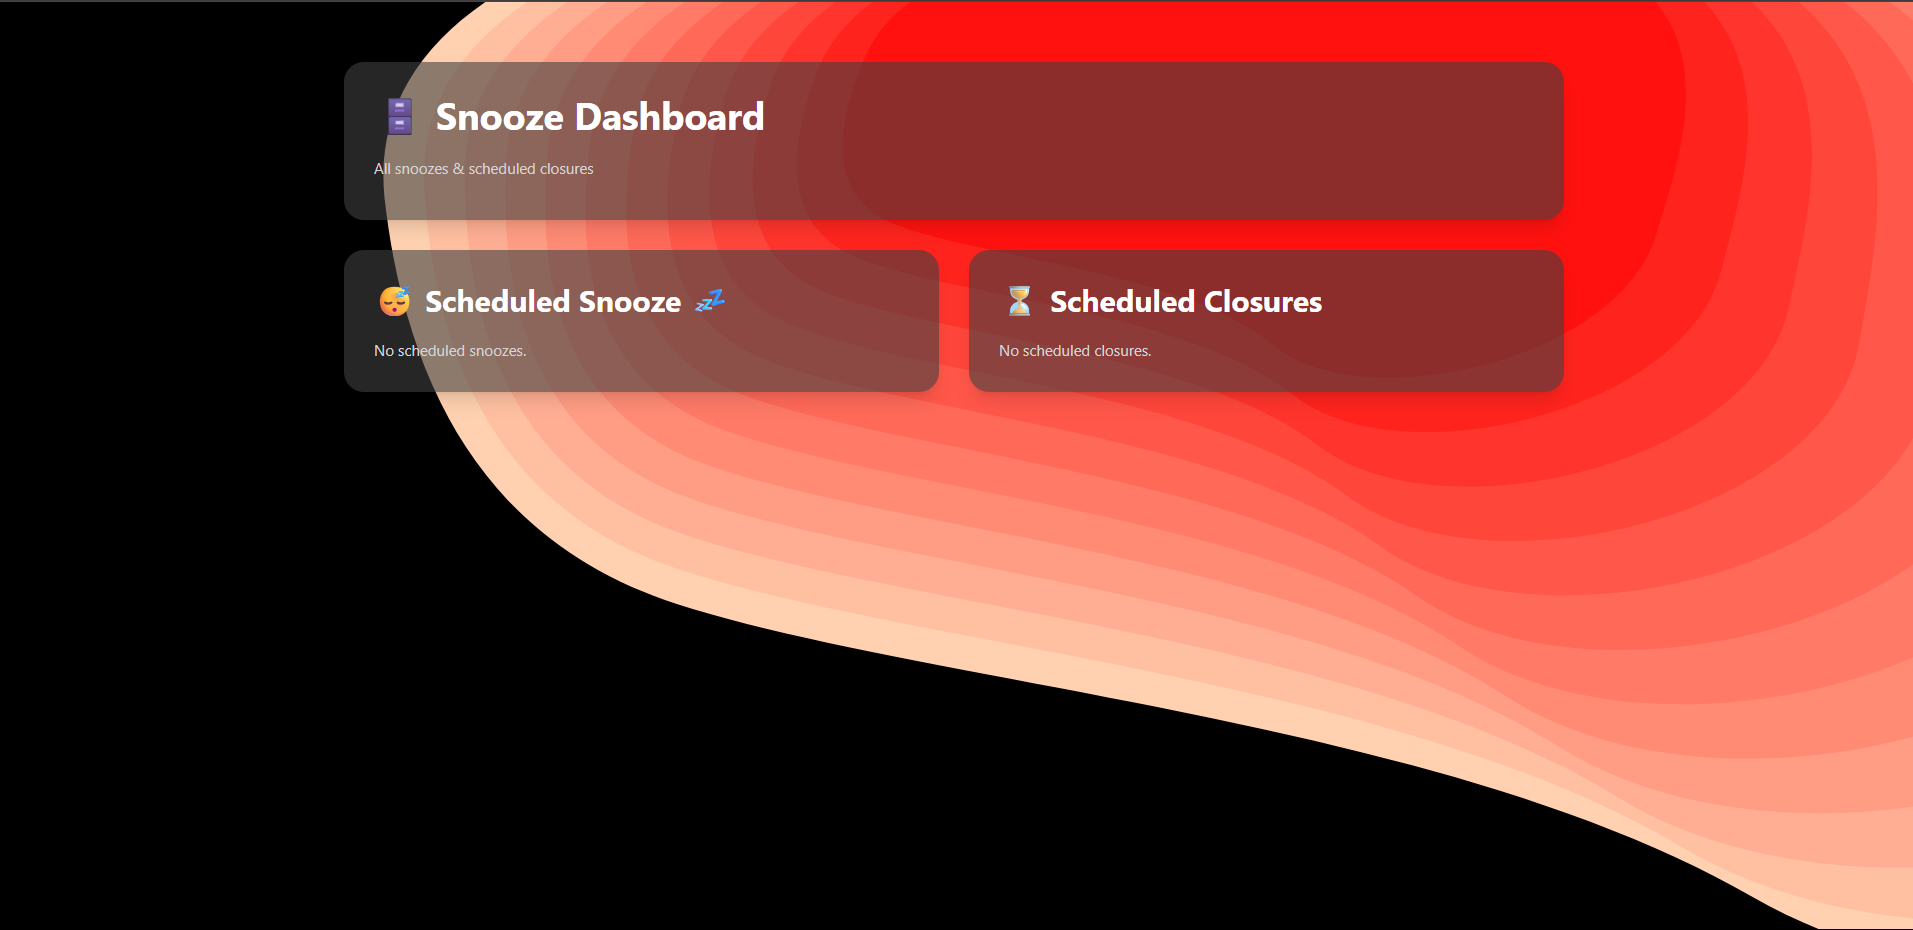 Snooze Dashboard
All snoozes & scheduled closures
Scheduled Snooze
No scheduled snoozes.
Scheduled Closures
No scheduled closures.